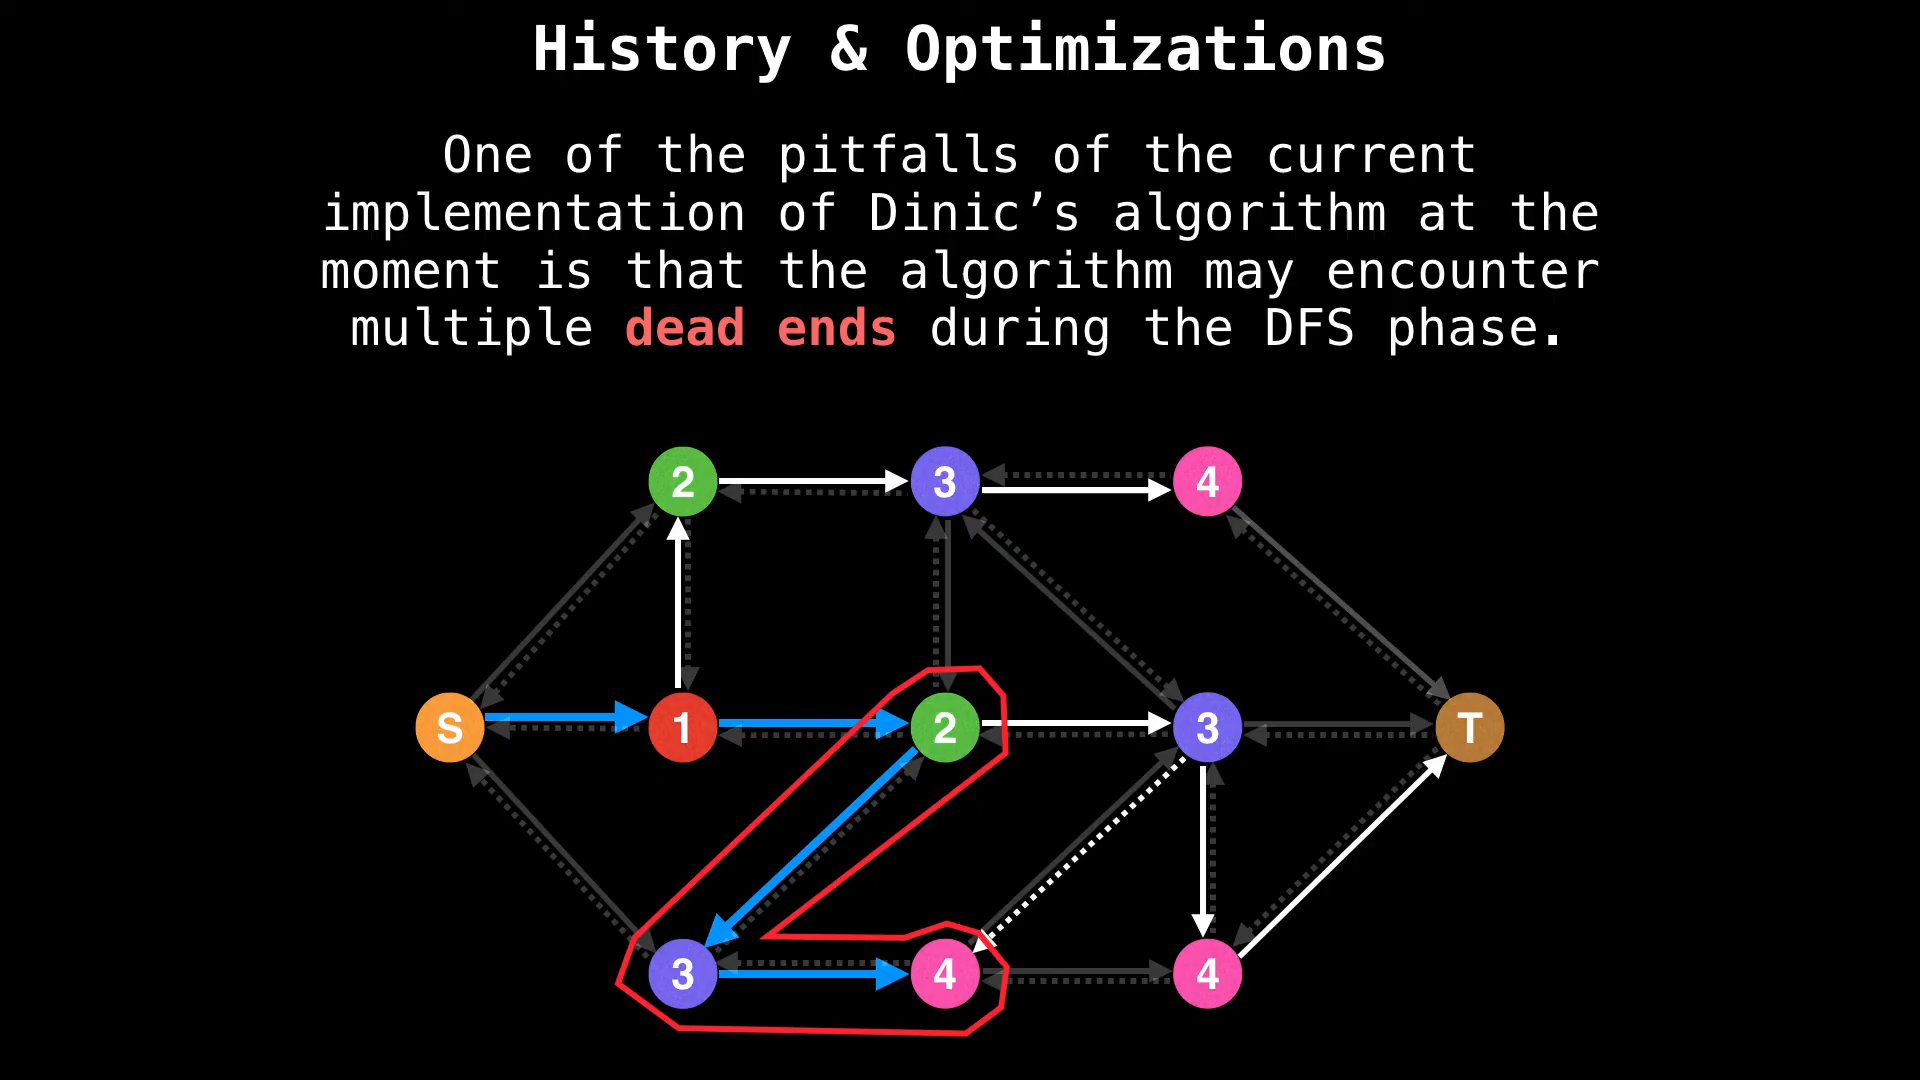 History & Optimizations
One of the pitfalls of the current
implementation of Dinic’s algorithm at the
moment is that the algorithm may encounter
multiple dead ends during the DFS phase.
2 3 4
S 1 2 3 T
3 4 4